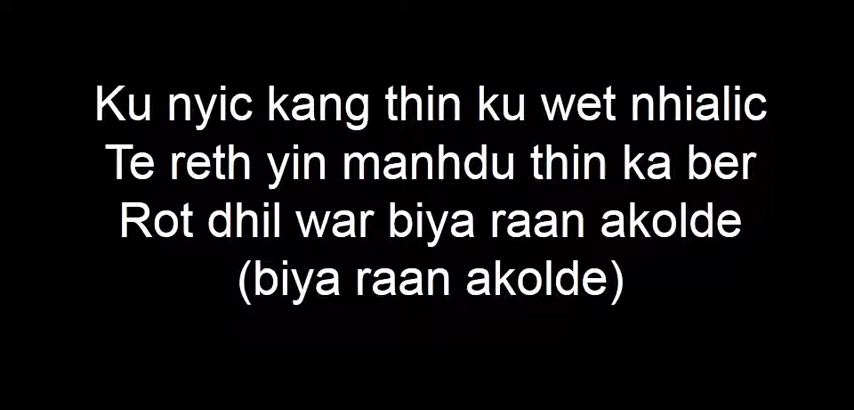 Ku nyic kang thin ku wet nhialic
Te reth yin manhdu thin ka ber
Rot dhil war biya raan akolde
(biya raan akolde)